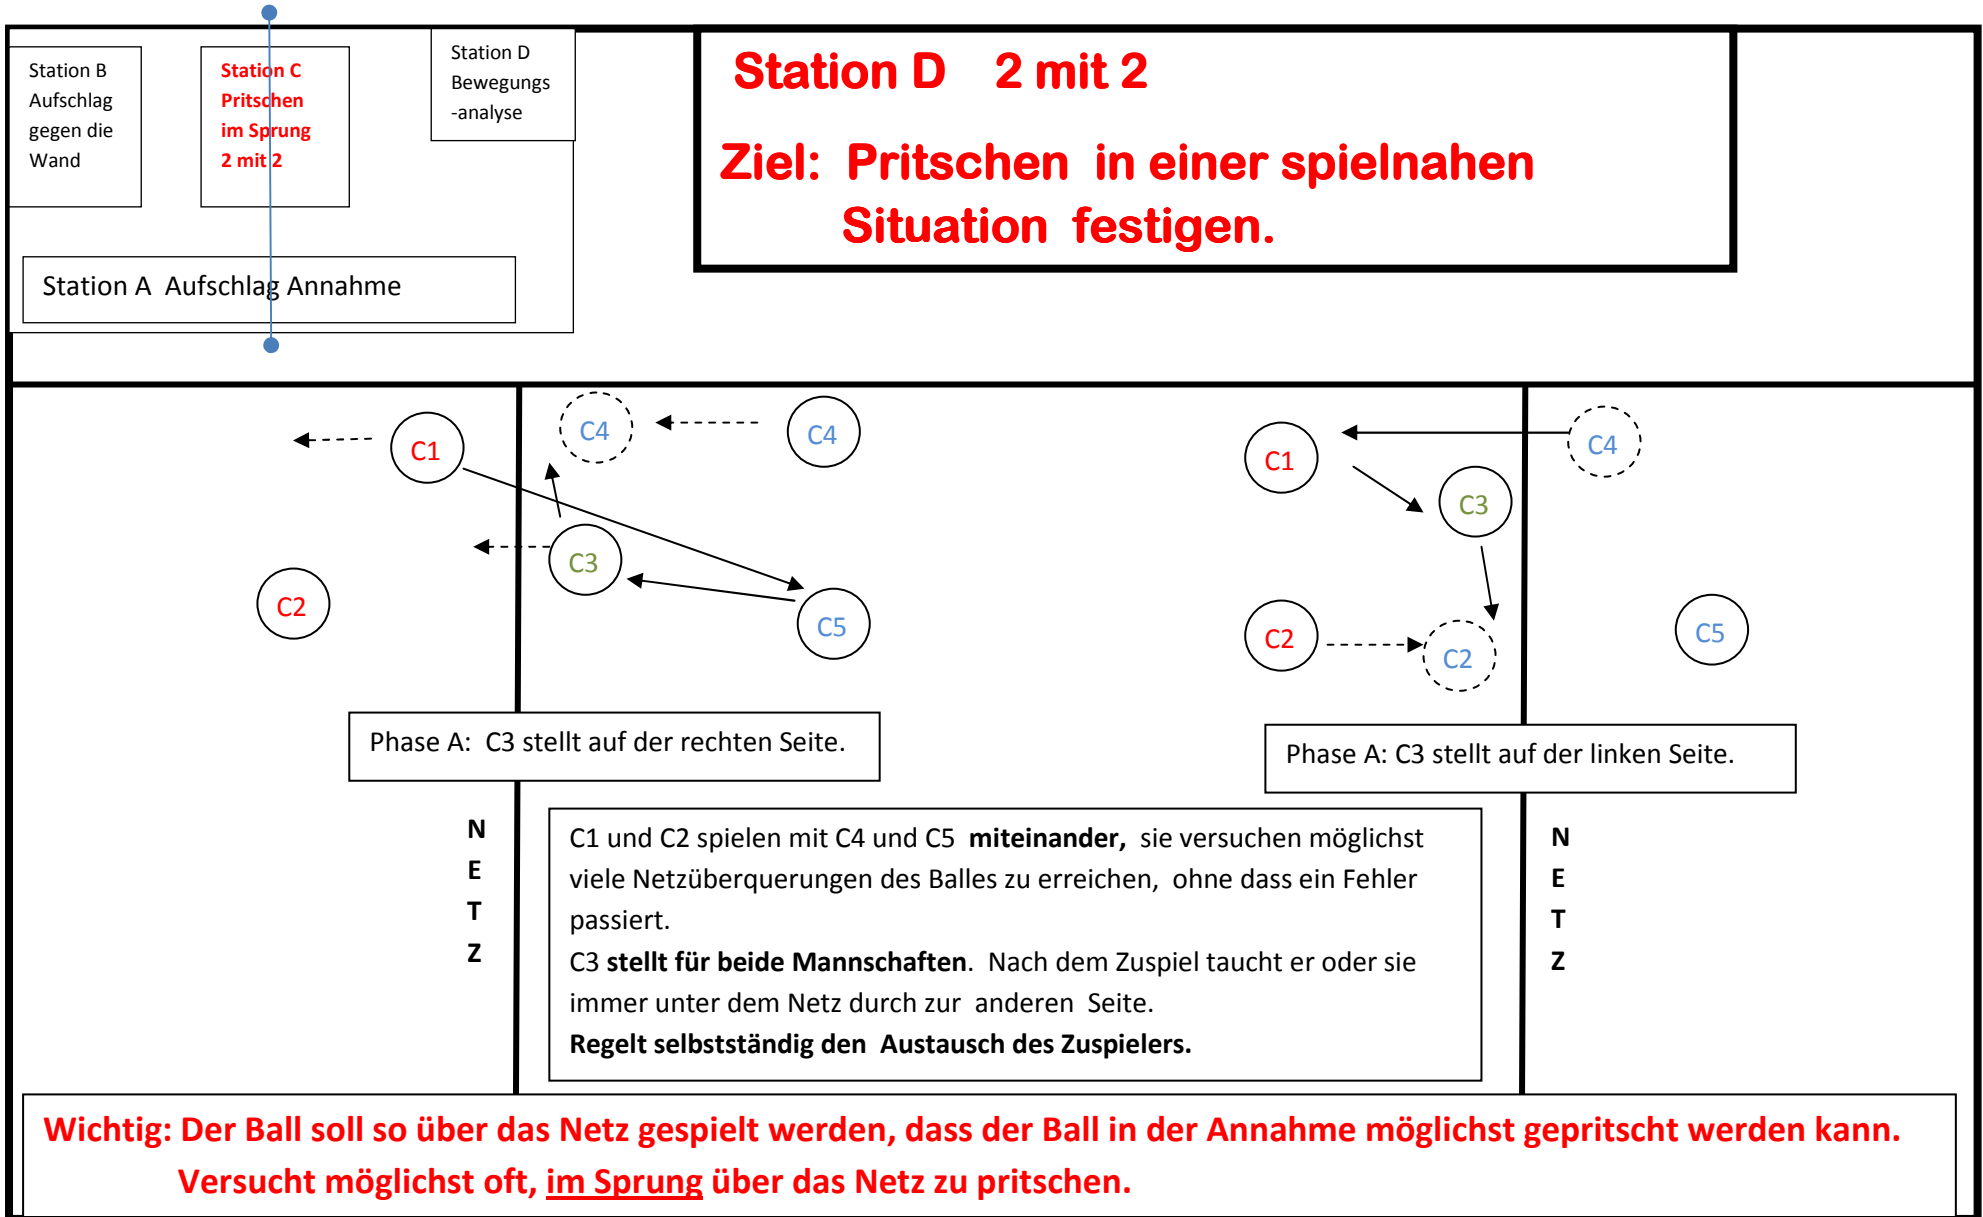 Station B
Aufschlag
gegen die
Wand
Station C
Pritschen
im Sprung
2 mit 2
Station D
Bewegungs
-analyse
Station A  Aufschlag Annahme
Station D   2 mit 2
Ziel:  Pritschen  in einer spielnahen
Situation  festigen.
C1
C4
C4
C3
C2
C5
C1
C4
C3
C2
C2
C5
Phase A:  C3 stellt auf der rechten Seite.
Phase A: C3 stellt auf der linken Seite.
N
E
T
Z
C1 und C2 spielen mit C4 und C5  miteinander,  sie versuchen möglichst
viele Netzüberquerungen des Balles zu erreichen,  ohne dass ein Fehler
passiert.
C3 stellt für beide Mannschaften.  Nach dem Zuspiel taucht er oder sie
immer unter dem Netz durch zur  anderen  Seite.
Regelt selbstständig den  Austausch des Zuspielers.
N
E
T
Z
Wichtig: Der Ball soll so über das Netz gespielt werden, dass der Ball in der Annahme möglichst gepritscht werden kann.
Versucht möglichst oft, im Sprung über das Netz zu pritschen.